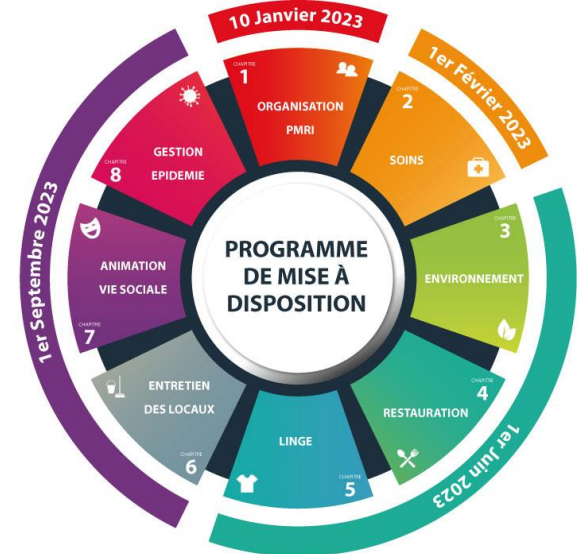 10 Janvier 2023
1er Février 2023
1er Juin 2023
1er Septembre 2023
PROGRAMME
DE MISE À
DISPOSITION
CHAPITRE
1
ORGANISATION
PMRI
CHAPITRE
2
SOINS
CHAPITRE
3
ENVIRONNEMENT
CHAPITRE
4
RESTAURATION
LINGE
CHAPITRE
5
ENTRETIEN
DES LOCAUX
CHAPITRE
6
ANIMATION
VIE SOCIALE
CHAPITRE
7
GESTION
EPIDEMIE
CHAPITRE
8